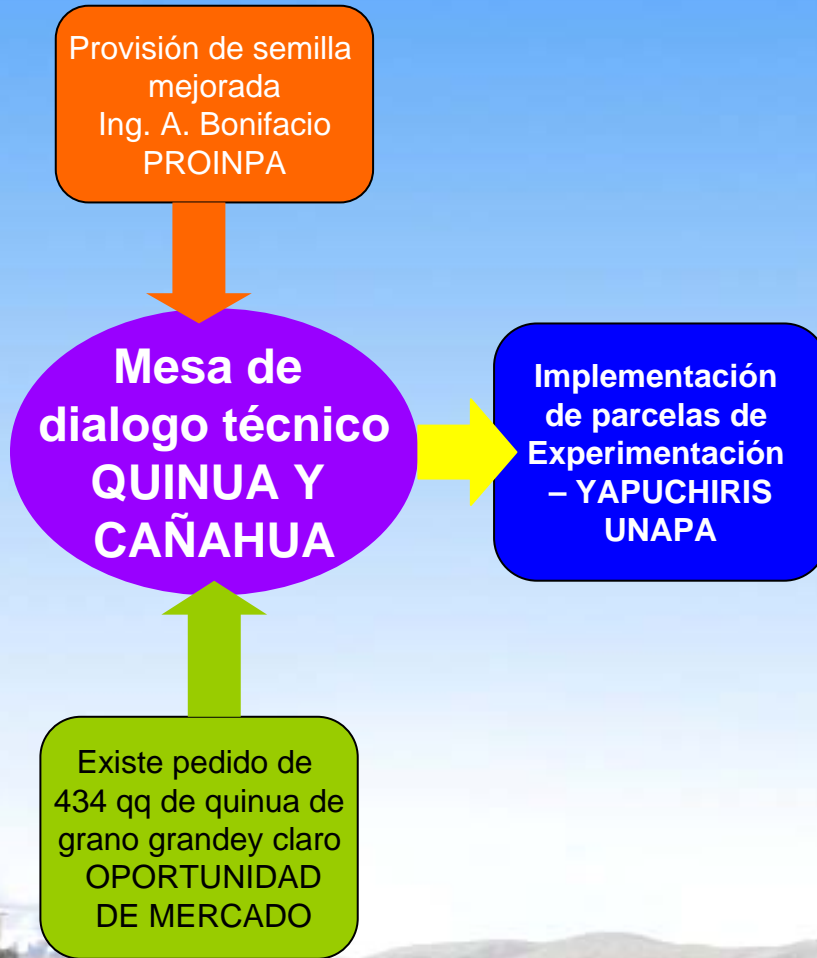 Provisión de semilla
mejorada
Ing. A. Bonifacio
PROINPA
Mesa de
dialogo técnico
QUINUA Y
CAÑAHUA
Implementación
de parcelas de
Experimentación
– YAPUCHIRIS
UNAPA
Existe pedido de
434 qq de quinua de
grano grandey claro
OPORTUNIDAD
DE MERCADO